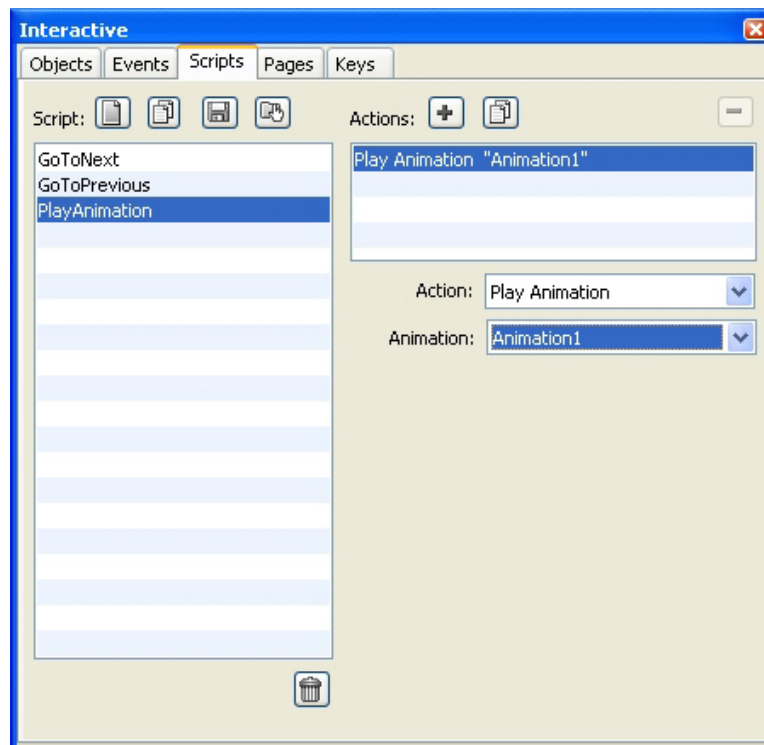 Interactive
Objects Events Scripts Pages Keys
Script:
Actions:
GoToNext
GoToPrevious
PlayAnimation
Play Animation "Animation1"
Action: Play Animation
Animation: Animation1